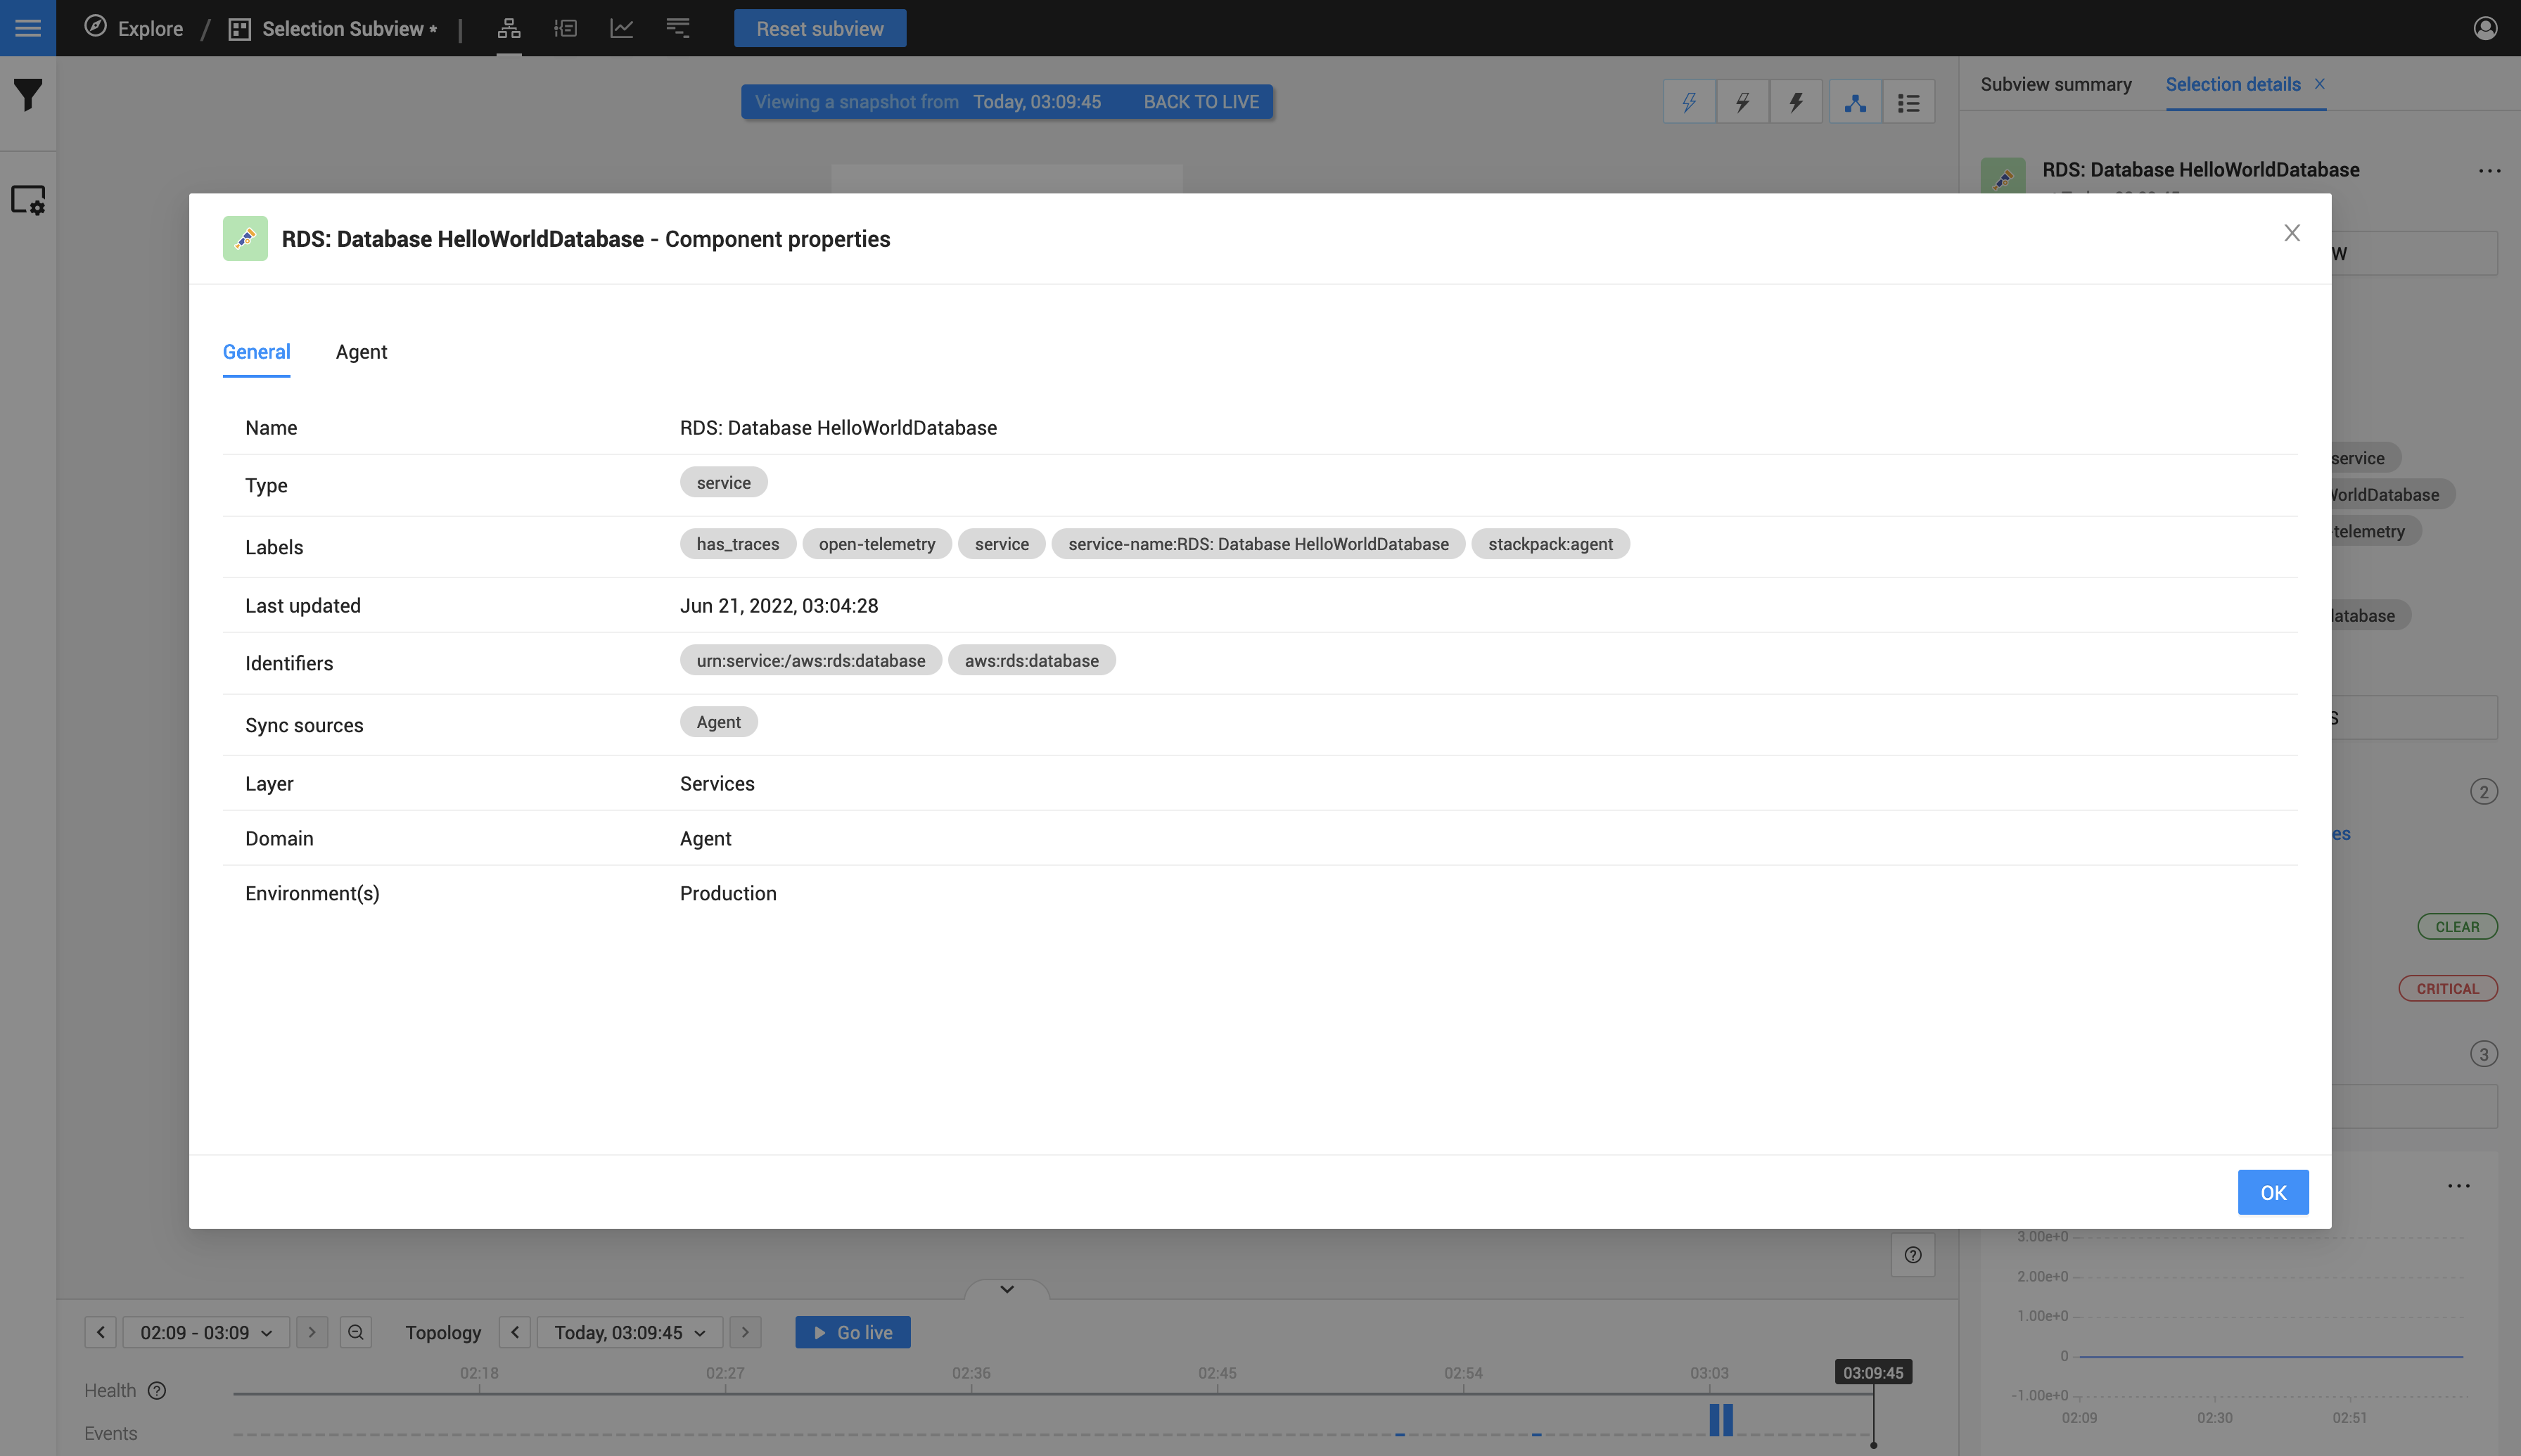 Explore / Selection Subview * | Reset subview
Viewing a snapshot from Today, 03:09:45 BACK TO LIVE
Subview summary Selection details
RDS: Database HelloWorldDatabase
RDS: Database HelloWorldDatabase - Component properties
General Agent
Name RDS: Database HelloWorldDatabase
Type service
Labels has_traces open-telemetry service service-name:RDS: Database HelloWorldDatabase stackpack:agent
Last updated Jun 21, 2022, 03:04:28
Identifiers urn:service:/aws:rds:database aws:rds:database
Sync sources Agent
Layer Services
Domain Agent
Environment(s) Production
OK
service
WorldDatabase
-telemetry
database
2
es
CLEAR
CRITICAL
3
3.00e+0
2.00e+0
1.00e+0
0
-1.00e+0
02:09 02:30 02:51
02:09 - 03:09 Topology Today, 03:09:45 Go live
02:18 02:27 02:36 02:45 02:54 03:03 03:09:45
Health ?
Events